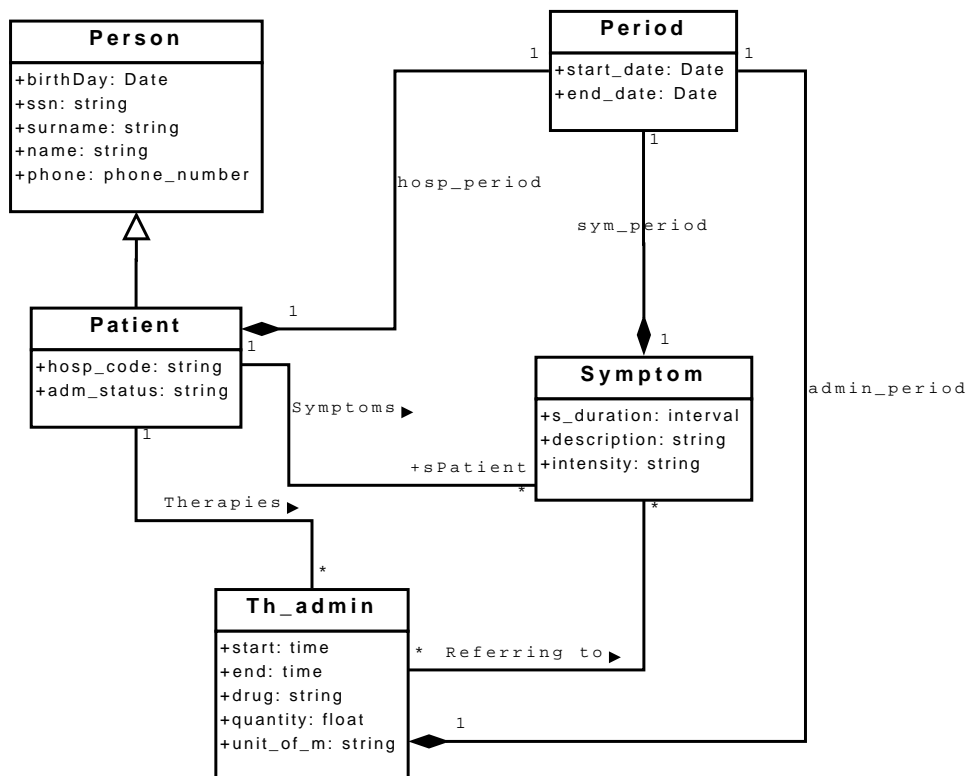 Person
+birthDay: Date
+ssn: string
+surname: string
+name: string
+phone: phone_number
Period
+start_date: Date
+end_date: Date
1
1
1
hosp_period
sym_period
admin_period
Patient
+hosp_code: string
+adm_status: string
1
1
1
Symptoms
+sPatient
*
Symptom
+s_duration: interval
+description: string
+intensity: string
1
*
Therapies
*
Th_admin
+start: time
+end: time
+drug: string
+quantity: float
+unit_of_m: string
* Referring to
1